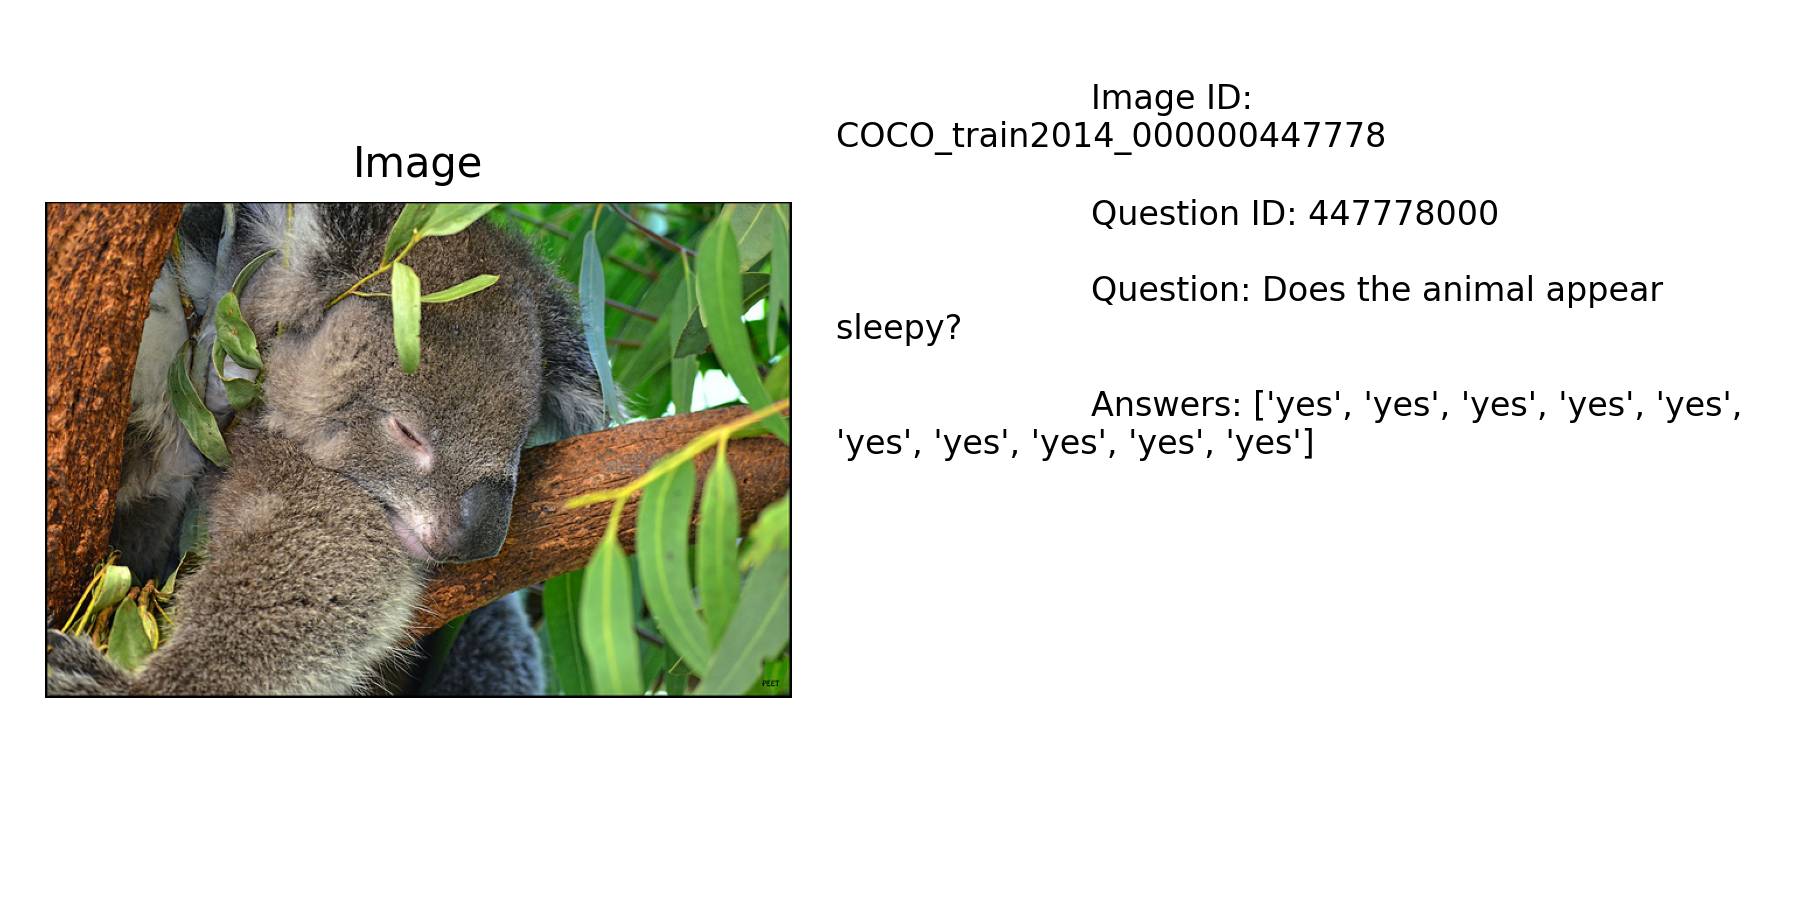 Image
Image ID:
COCO_train2014_000000447778
Question ID: 447778000
Question: Does the animal appear
sleepy?
Answers: ['yes', 'yes', 'yes', 'yes', 'yes',
'yes', 'yes', 'yes', 'yes', 'yes']
PEET